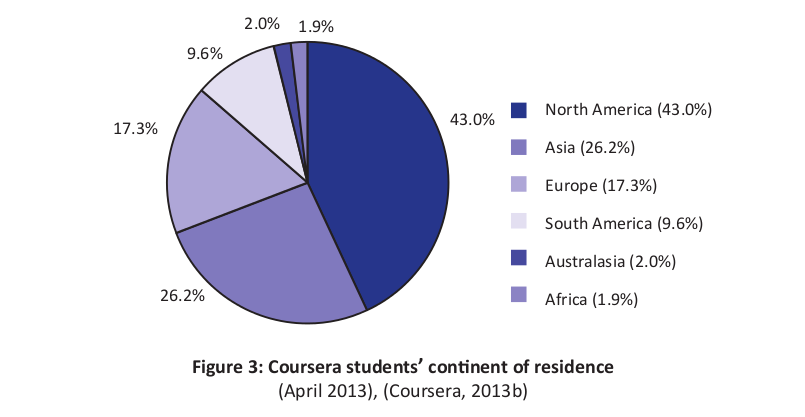 2.0%
1.9%
9.6%
43.0%
17.3%
26.2%
North America (43.0%)
Asia (26.2%)
Europe (17.3%)
South America (9.6%)
Australasia (2.0%)
Africa (1.9%)
Figure 3: Coursera students’ continent of residence
(April 2013), (Coursera, 2013b)